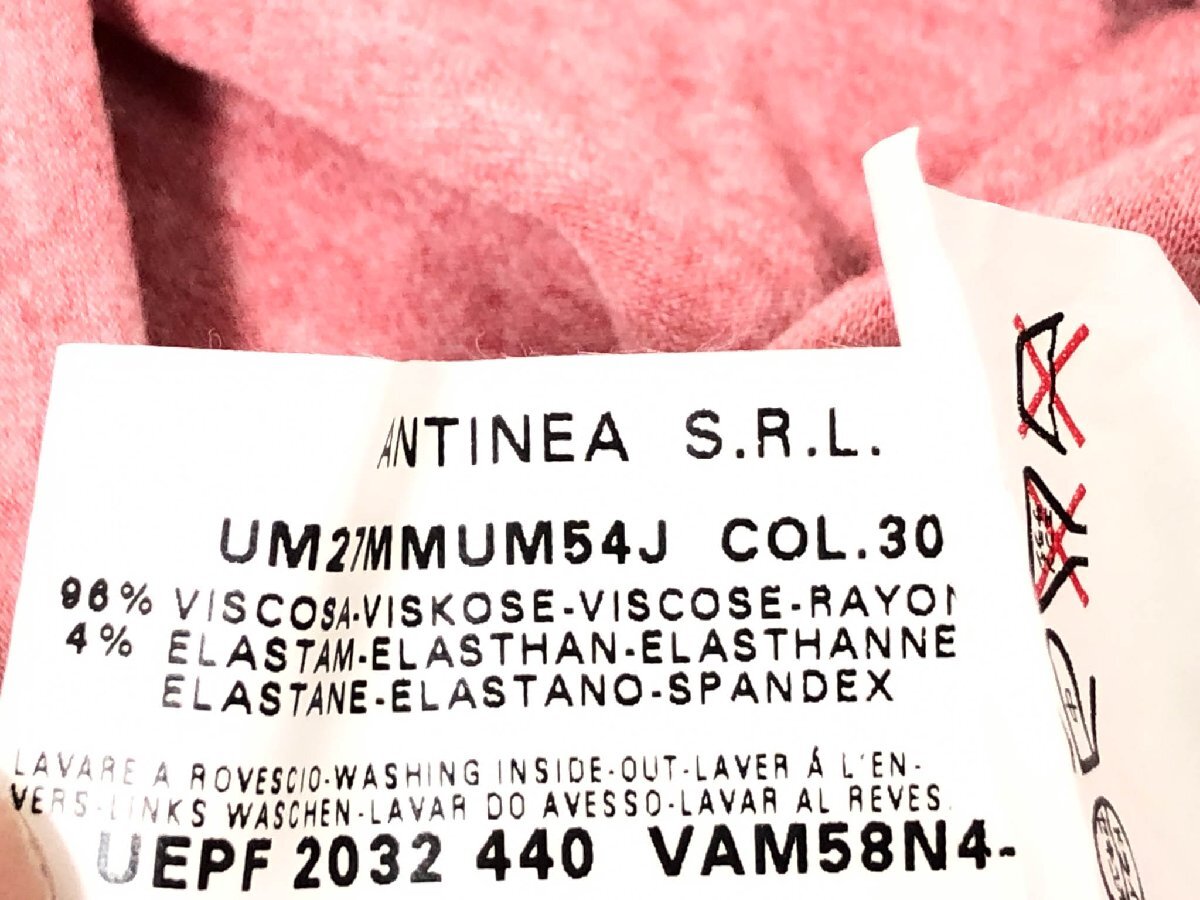 ANTINEA S.R.L.
UM27MMUM54J COL.30
96% VISCOSA-VISKOSE-VISCOSE-RAYON
4% ELASTAM-ELASTHAN-ELASTHANNE
ELASTANE-ELASTANO-SPANDEX
LAVARE A ROVESCIO-WASHING INSIDE-OUT-LAVER Á L'EN-
VERS-LINKS WASCHEN-LAVAR DO AVESSO-LAVAR AL REVES
UEPF 2032 440 VAM58N4-